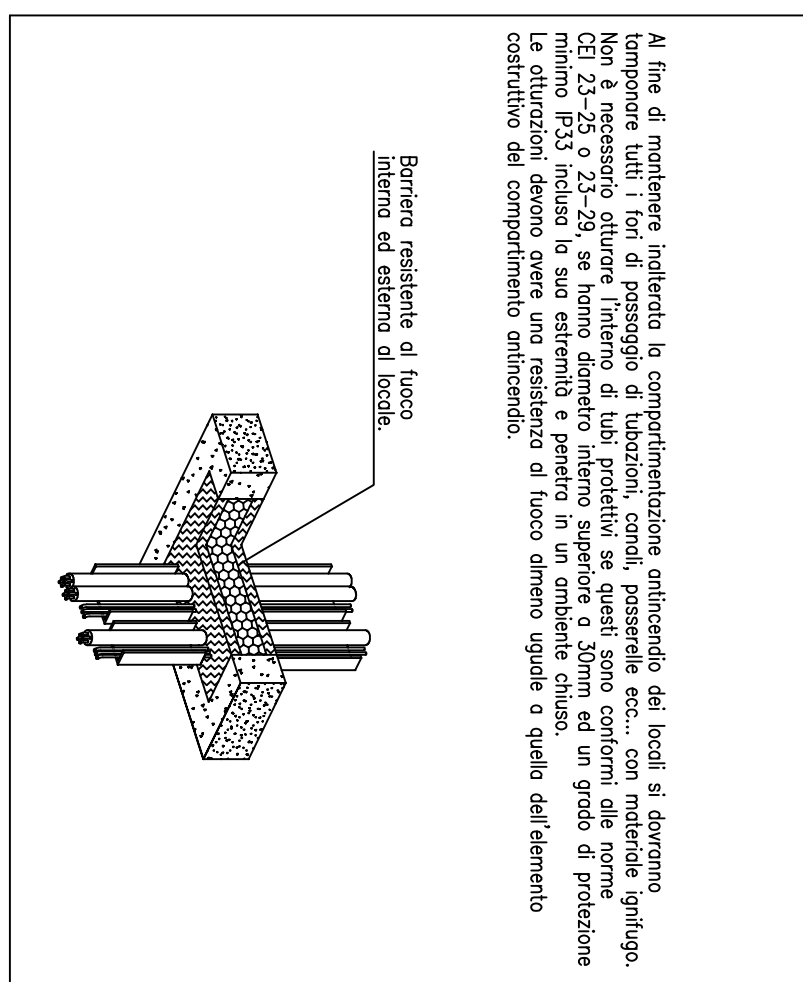 Al fine di mantenere inalterata la compartimentazione antincendio dei locali si dovranno
tamponare tutti i fori di passaggio di tubazioni, canali, passerelle ecc... con materiale ignifugo.
Non è necessario otturare l'interno di tubi protettivi se questi sono conformi alle norme
CEI 23-25 o 23-29, se hanno diametro interno superiore a 30mm ed un grado di protezione
minimo IP33 inclusa la sua estremità e penetra in un ambiente chiuso.
Le otturazioni devono avere una resistenza al fuoco almeno uguale a quella dell'elemento
costruttivo del compartimento antincendio.
Barriera resistente al fuoco
interna ed esterna al locale.